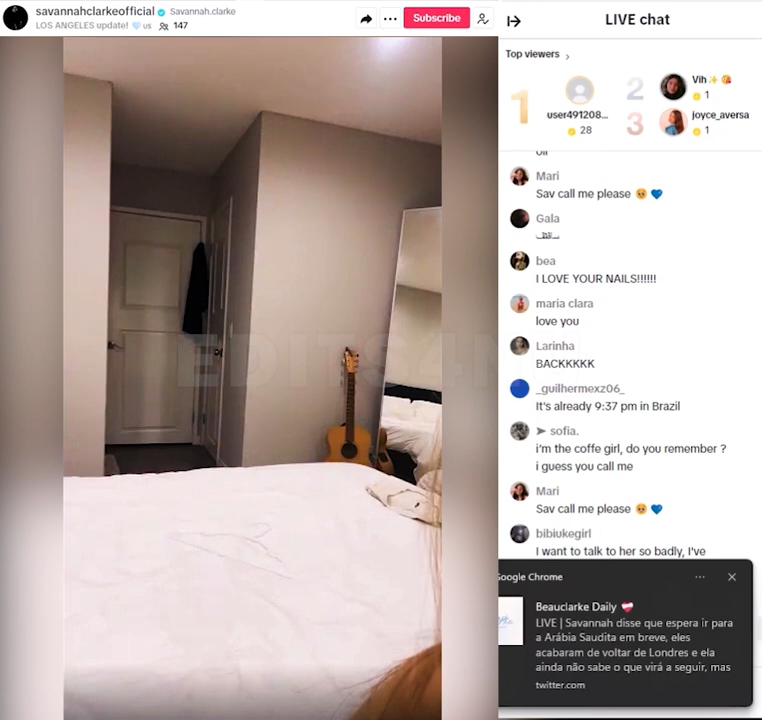 savannahclarkeofficial Savannah.clarke
LOS ANGELES update! 🩵 us 147
Subscribe
LIVE chat
Top viewers
1
user491208...
28
2
Vih✨😘
1
3
joyce_aversa
1
Mari
Sav call me please 🥺 💙
Gala
bea
I LOVE YOUR NAILS!!!!!!
maria clara
love you
Larinha
BACKKKKK
_guilhermexz06_
It's already 9:37 pm in Brazil
➤ sofia.
i'm the coffe girl, do you remember ?
i guess you call me
Mari
Sav call me please 🥺 💙
bibiukegirl
I want to talk to her so badly, I've
Google Chrome
Beauclarke Daily ❤️‍🩹
LIVE | Savannah disse que espera ir para
a Arábia Saudita em breve, eles
acabaram de voltar de Londres e ela
ainda não sabe o que virá a seguir, mas
twitter.com